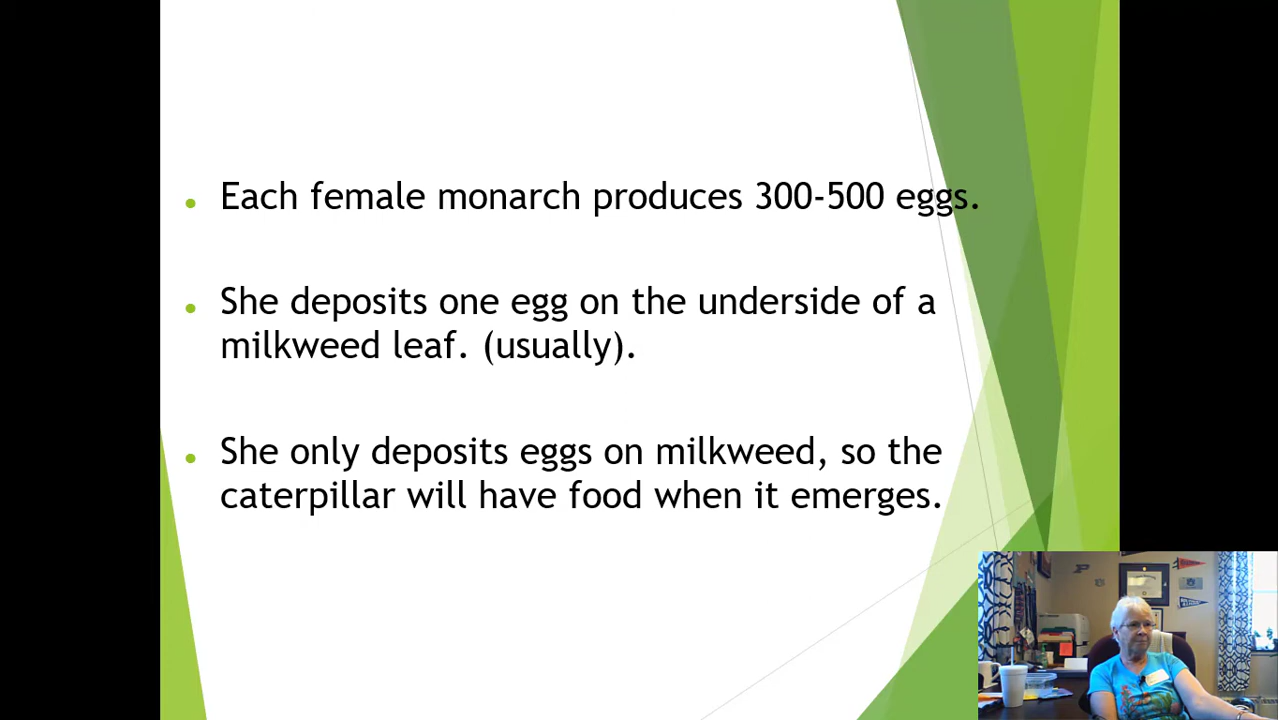 Each female monarch produces 300-500 eggs.
She deposits one egg on the underside of a
milkweed leaf. (usually).
She only deposits eggs on milkweed, so the
caterpillar will have food when it emerges.